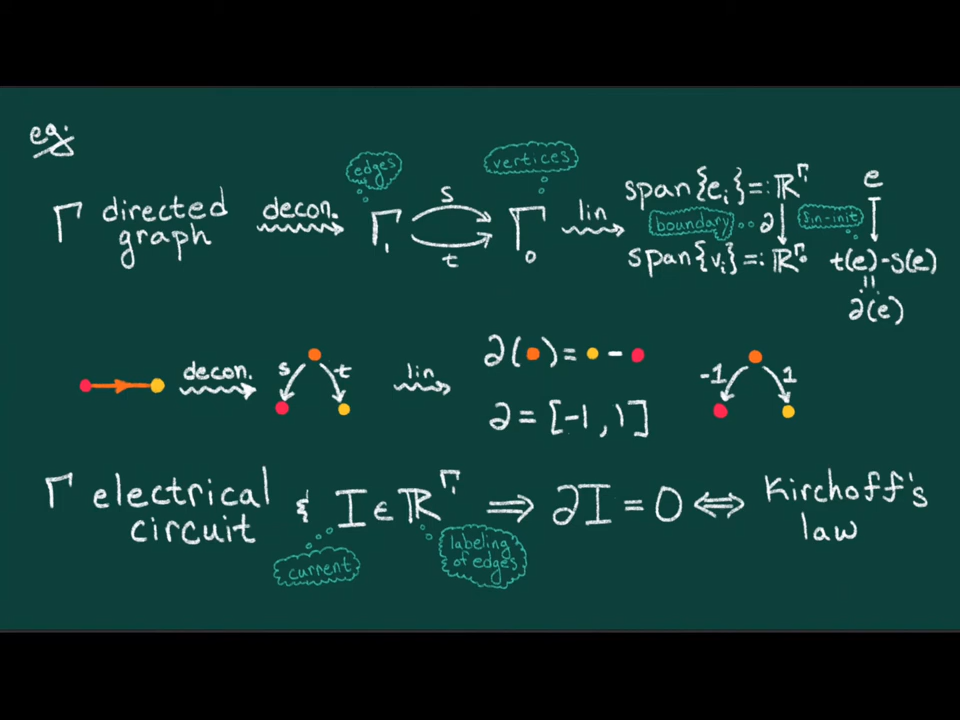 eg:
Γ directed graph decon. Γ₁ s t Γ₀ lin span{eᵢ}=:ℝ^Γ₁ ∂ span{vᵢ}=:ℝ^Γ₀ e ↦ t(e)-s(e)
edges
vertices
boundary
fin-init
=
∂(e)
decon. s t lin ∂( )= - -1 1
∂=[-1,1]
Γ electrical circuit & I∈ℝ^Γ₁ ⟹ ∂I=0 ⟺ Kirchoff's law
current
labeling of edges